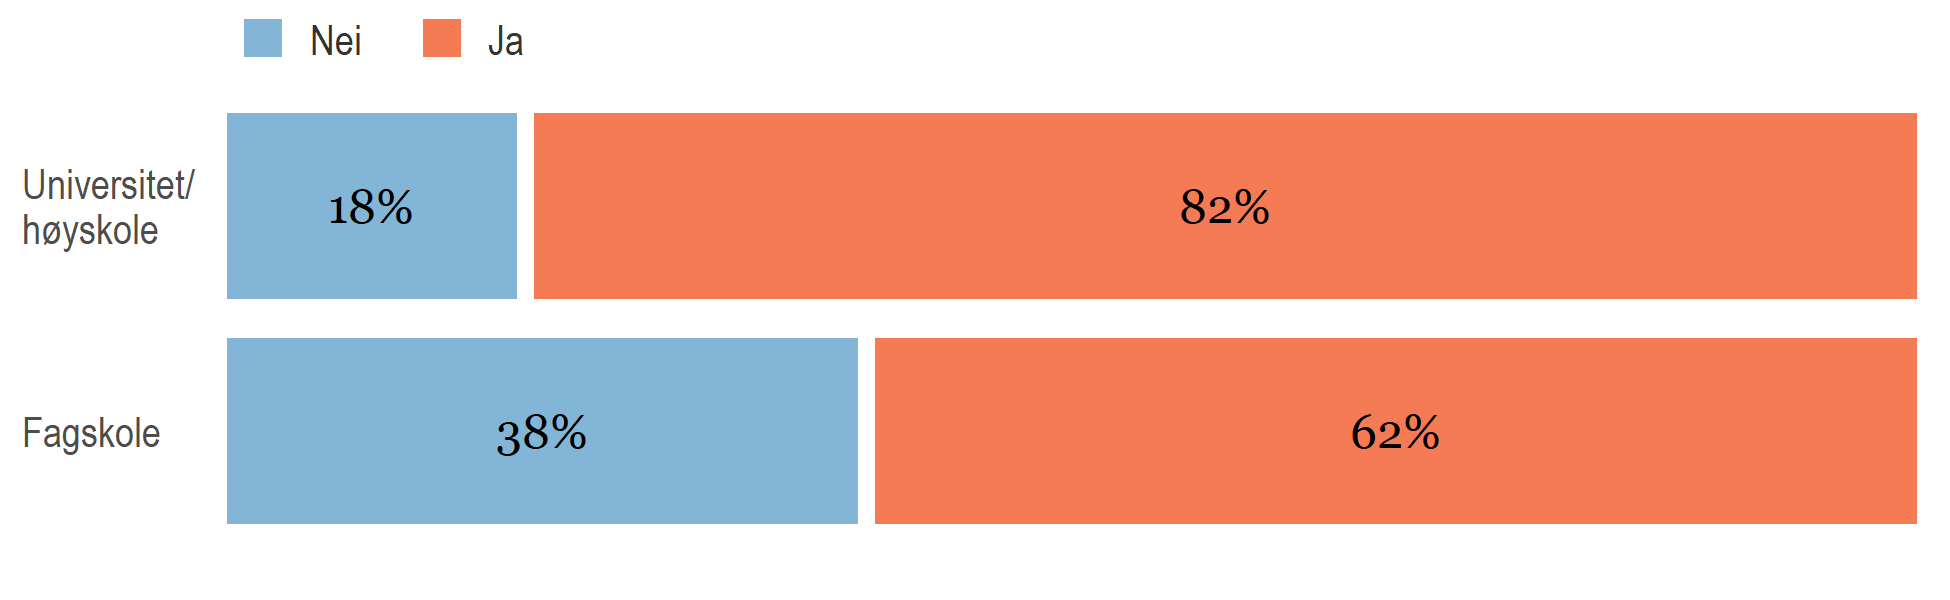 Nei Ja
Universitet/
høyskole
18% 82%
Fagskole
38% 62%